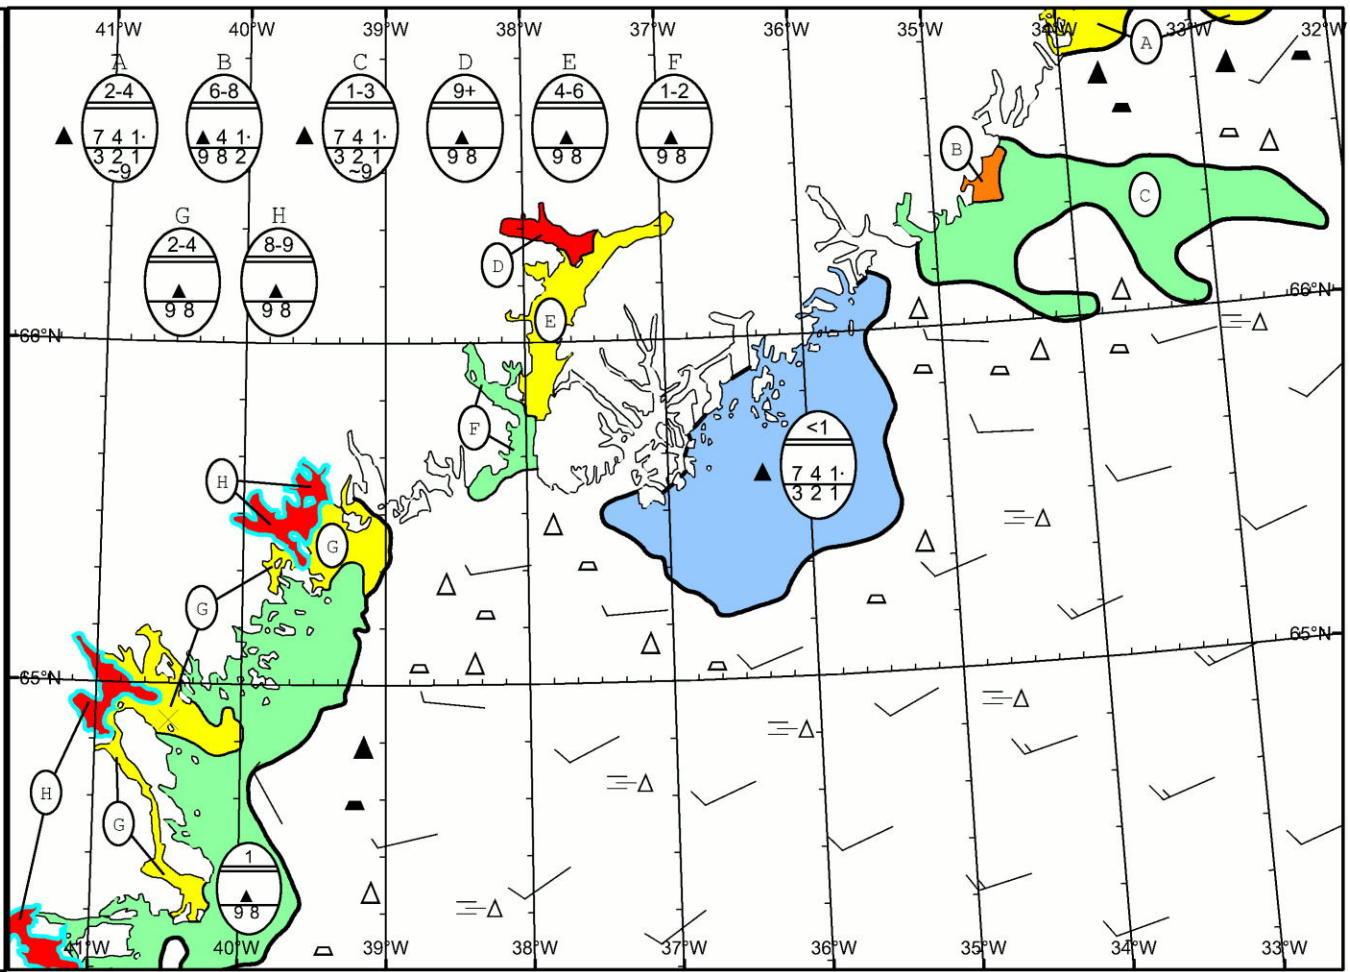 41°W 40°W 39°W 38°W 37°W 36°W 35°W 34°W 33°W 32°W
A B C D E F
2-4 6-8 1-3 9+ 4-6 1-2
7 4 1· 4 1· 7 4 1·
3 2 1 9 8 2 3 2 1 9 8 9 8 9 8
~9 ~9
A
B
C
G H
2-4 8-9
9 8 9 8
D
E
66°N 66°N
F
<1
7 4 1·
3 2 1
H
G
G
65°N 65°N
H
G
1
9 8
41°W 40°W 39°W 38°W 37°W 36°W 35°W 34°W 33°W